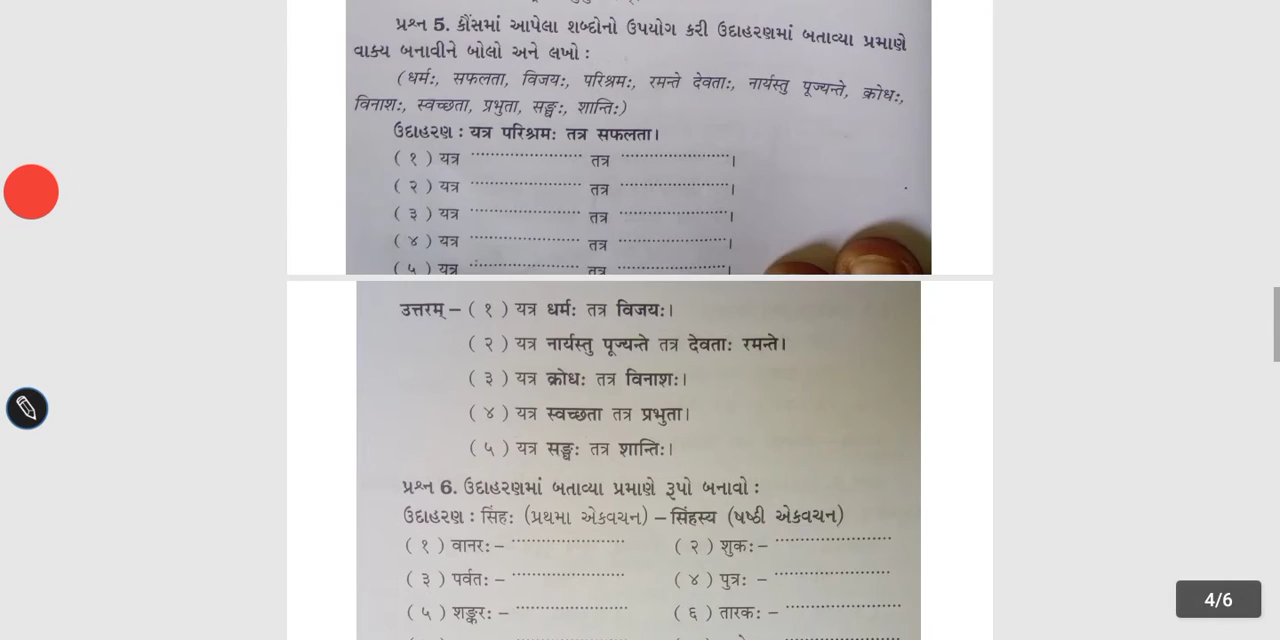 પ્રશ્ન 5. કૌંસમાં આપેલા શબ્દોનો ઉપયોગ કરી ઉદાહરણમાં બતાવ્યા પ્રમાણે
વાક્ય બનાવીને બોલો અને લખો :
(धर्मः, सफलता, विजयः, परिश्रमः, रमन्ते देवताः, नार्यस्तु पूज्यन्ते, क्रोधः,
विनाशः, स्वच्छता, प्रभुता, सङ्घः, शान्तिः)
ઉદાહરણ : यत्र परिश्रमः तत्र सफलता।
( १ ) यत्र .................... तत्र ....................।
( २ ) यत्र .................... तत्र ....................।
( ३ ) यत्र .................... तत्र ....................।
( ४ ) यत्र .................... तत्र ....................।
( ५ ) यत्र .................... तत्र ....................।
उत्तरम् – ( १ ) यत्र धर्मः तत्र विजयः।
( २ ) यत्र नार्यस्तु पूज्यन्ते तत्र देवताः रमन्ते।
( ३ ) यत्र क्रोधः तत्र विनाशः।
( ४ ) यत्र स्वच्छता तत्र प्रभुता।
( ५ ) यत्र सङ्घः तत्र शान्तिः।
પ્રશ્ન 6. ઉદાહરણમાં બતાવ્યા પ્રમાણે રૂપો બનાવો :
ઉદાહરણ : सिंहः (પ્રથમા એકવચન) – सिंहस्य (ષષ્ઠી એકવચન)
( १ ) वानरः – .................... ( २ ) शुकः – ....................
( ३ ) पर्वतः – .................... ( ४ ) पुत्रः – ....................
( ५ ) शङ्करः – .................... ( ६ ) तारकः – ....................
4/6